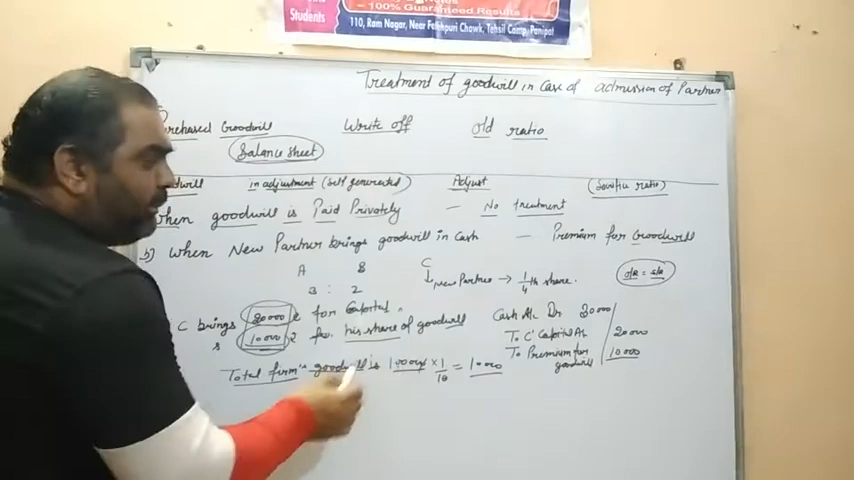 Students
100% Guaranteed Results
110, Ram Nagar, Near Fatehpuri Chowk, Tehsil Camp, Panipat
Treatment of goodwill in Case of admission of Partner
Purchased Goodwill Write off old ratio
Balance sheet
goodwill in adjustment (self generated) Adjust (Sacrifice ratio)
When goodwill is Paid Privately — No treatment
b) When New Partner brings goodwill in Cash — Premium for Goodwill
A B C
3 : 2 New Partner → 1/4th share. O/R = S/R
C brings 20000 for Capital
& 10000 for his share of goodwill
Cash A/c Dr 30000
To C' Capital A/c 20000
To Premium for goodwill 10000
Total firm's goodwill is 100000 × 1/10 = 10000